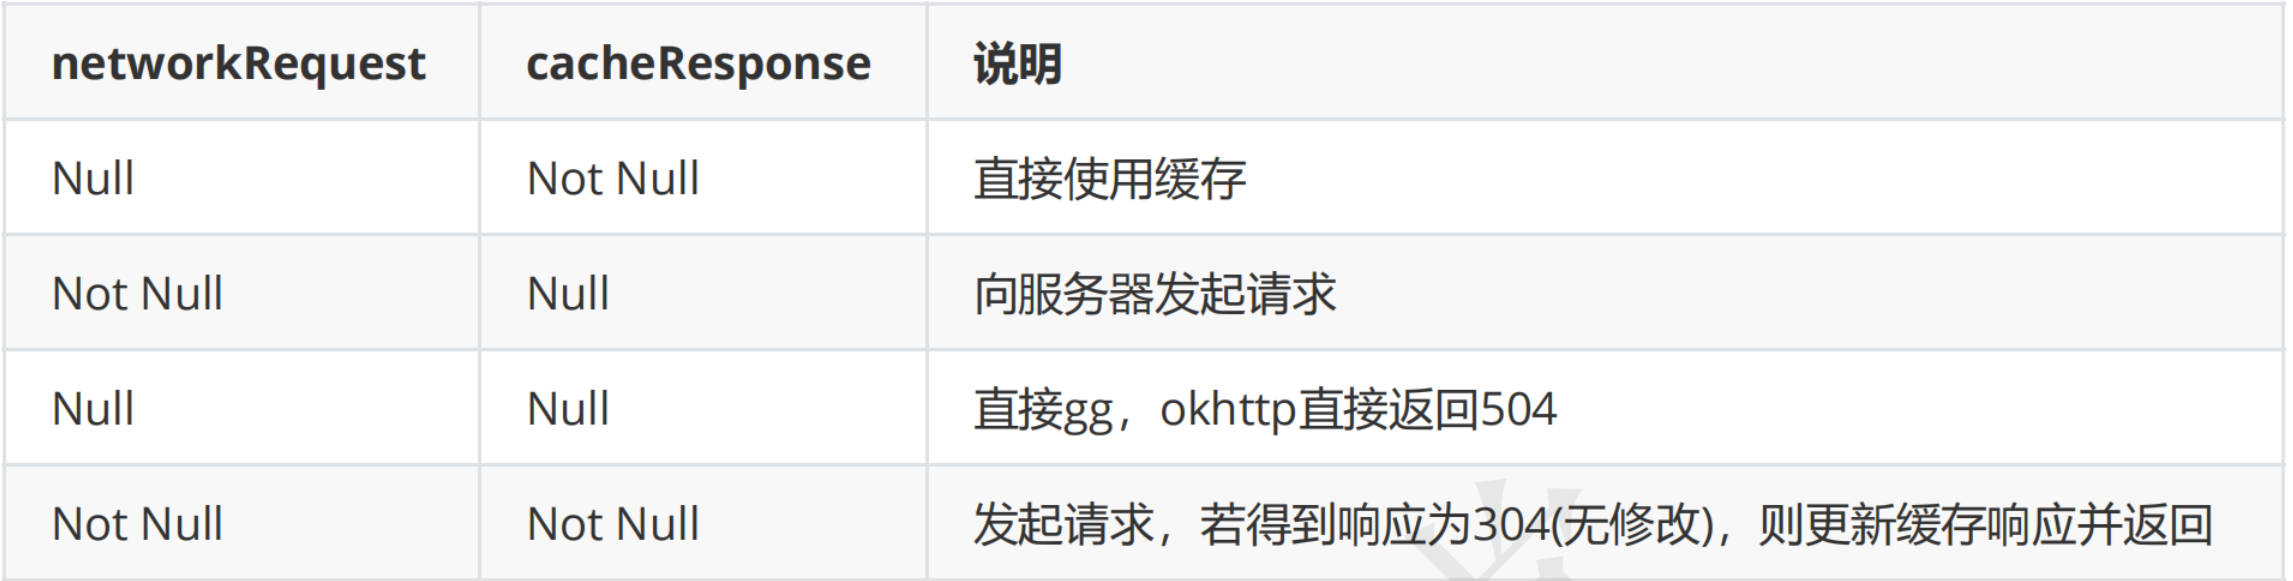 networkRequest cacheResponse 说明
Null Not Null 直接使用缓存
Not Null Null 向服务器发起请求
Null Null 直接gg，okhttp直接返回504
Not Null Not Null 发起请求，若得到响应为304(无修改)，则更新缓存响应并返回